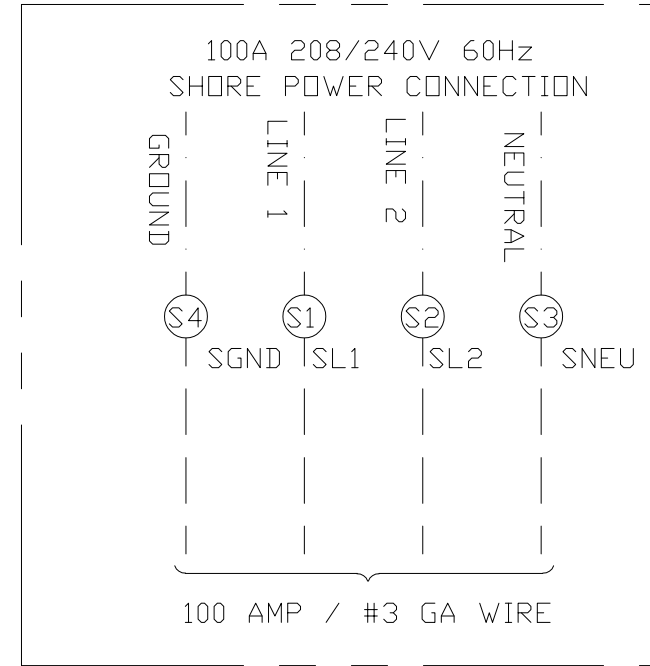 100A 208/240V 60Hz
SHORE POWER CONNECTION
GROUND
LINE 1
LINE 2
NEUTRAL
S4
S1
S2
S3
SGND
SL1
SL2
SNEU
100 AMP / #3 GA WIRE